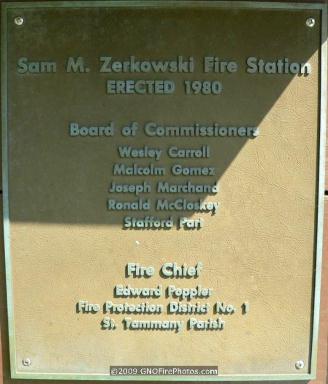 Sam M. Zerkowski Fire Station
ERECTED 1980
Board of Commissioners
Wesley Carroll
Malcolm Gomez
Joseph Marchand
Ronald McCloskey
Stafford
Fire Chief
Edward Poppler
Fire Protection District No. 1
St. Tammany Parish
©2009 GNOFirePhotos.com